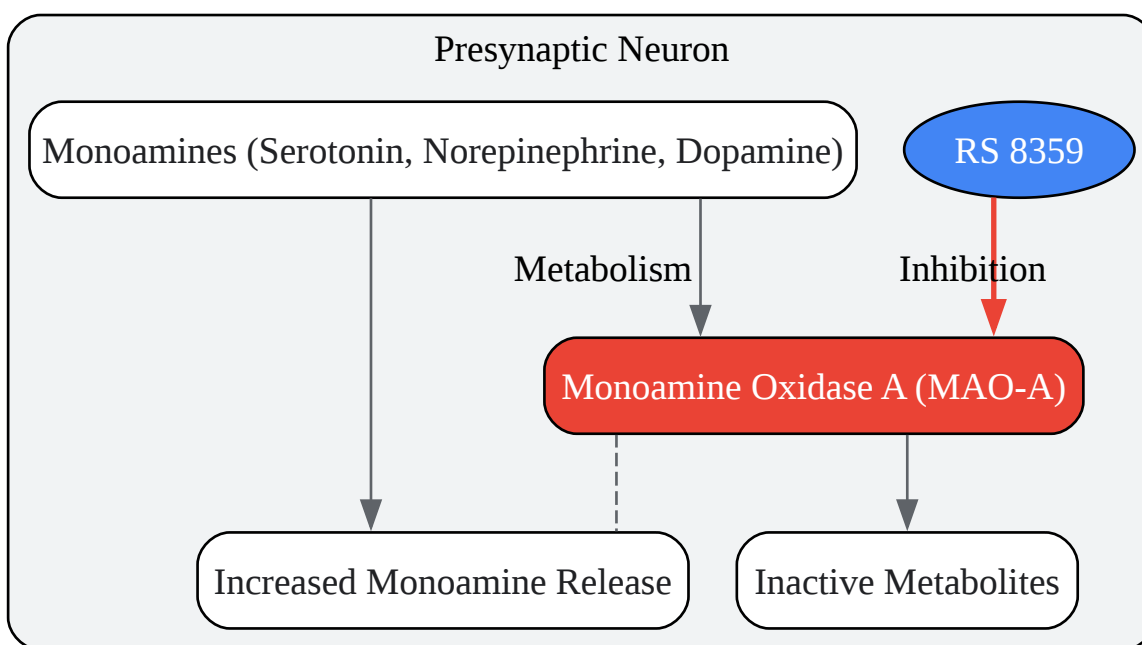 Presynaptic Neuron
Monoamines (Serotonin, Norepinephrine, Dopamine)
RS 8359
Metabolism
Inhibition
Monoamine Oxidase A (MAO-A)
Increased Monoamine Release
Inactive Metabolites